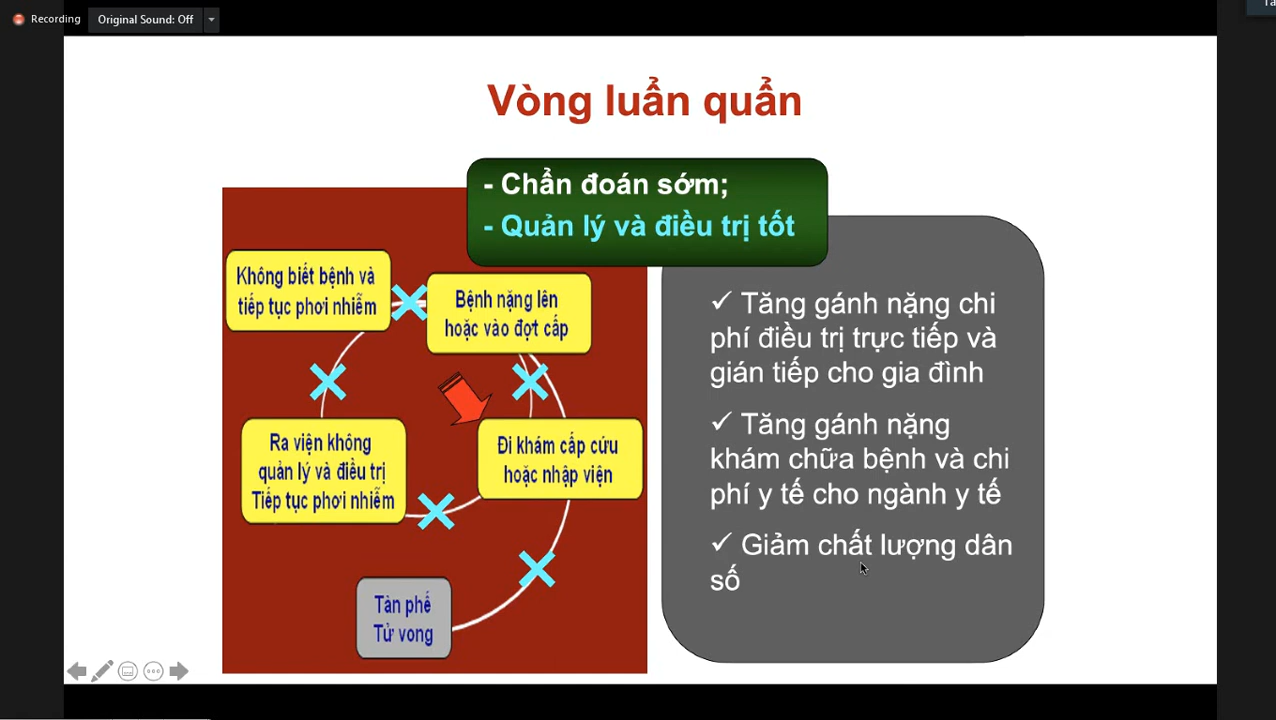 Recording
Original Sound: Off
Vòng luẩn quẩn
- Chẩn đoán sớm;
- Quản lý và điều trị tốt
Không biết bệnh và
tiếp tục phơi nhiễm
Bệnh nặng lên
hoặc vào đợt cấp
Ra viện không
quản lý và điều trị
Tiếp tục phơi nhiễm
Đi khám cấp cứu
hoặc nhập viện
Tàn phế
Tử vong
✓ Tăng gánh nặng chi
phí điều trị trực tiếp và
gián tiếp cho gia đình
✓ Tăng gánh nặng
khám chữa bệnh và chi
phí y tế cho ngành y tế
✓ Giảm chất lượng dân
số